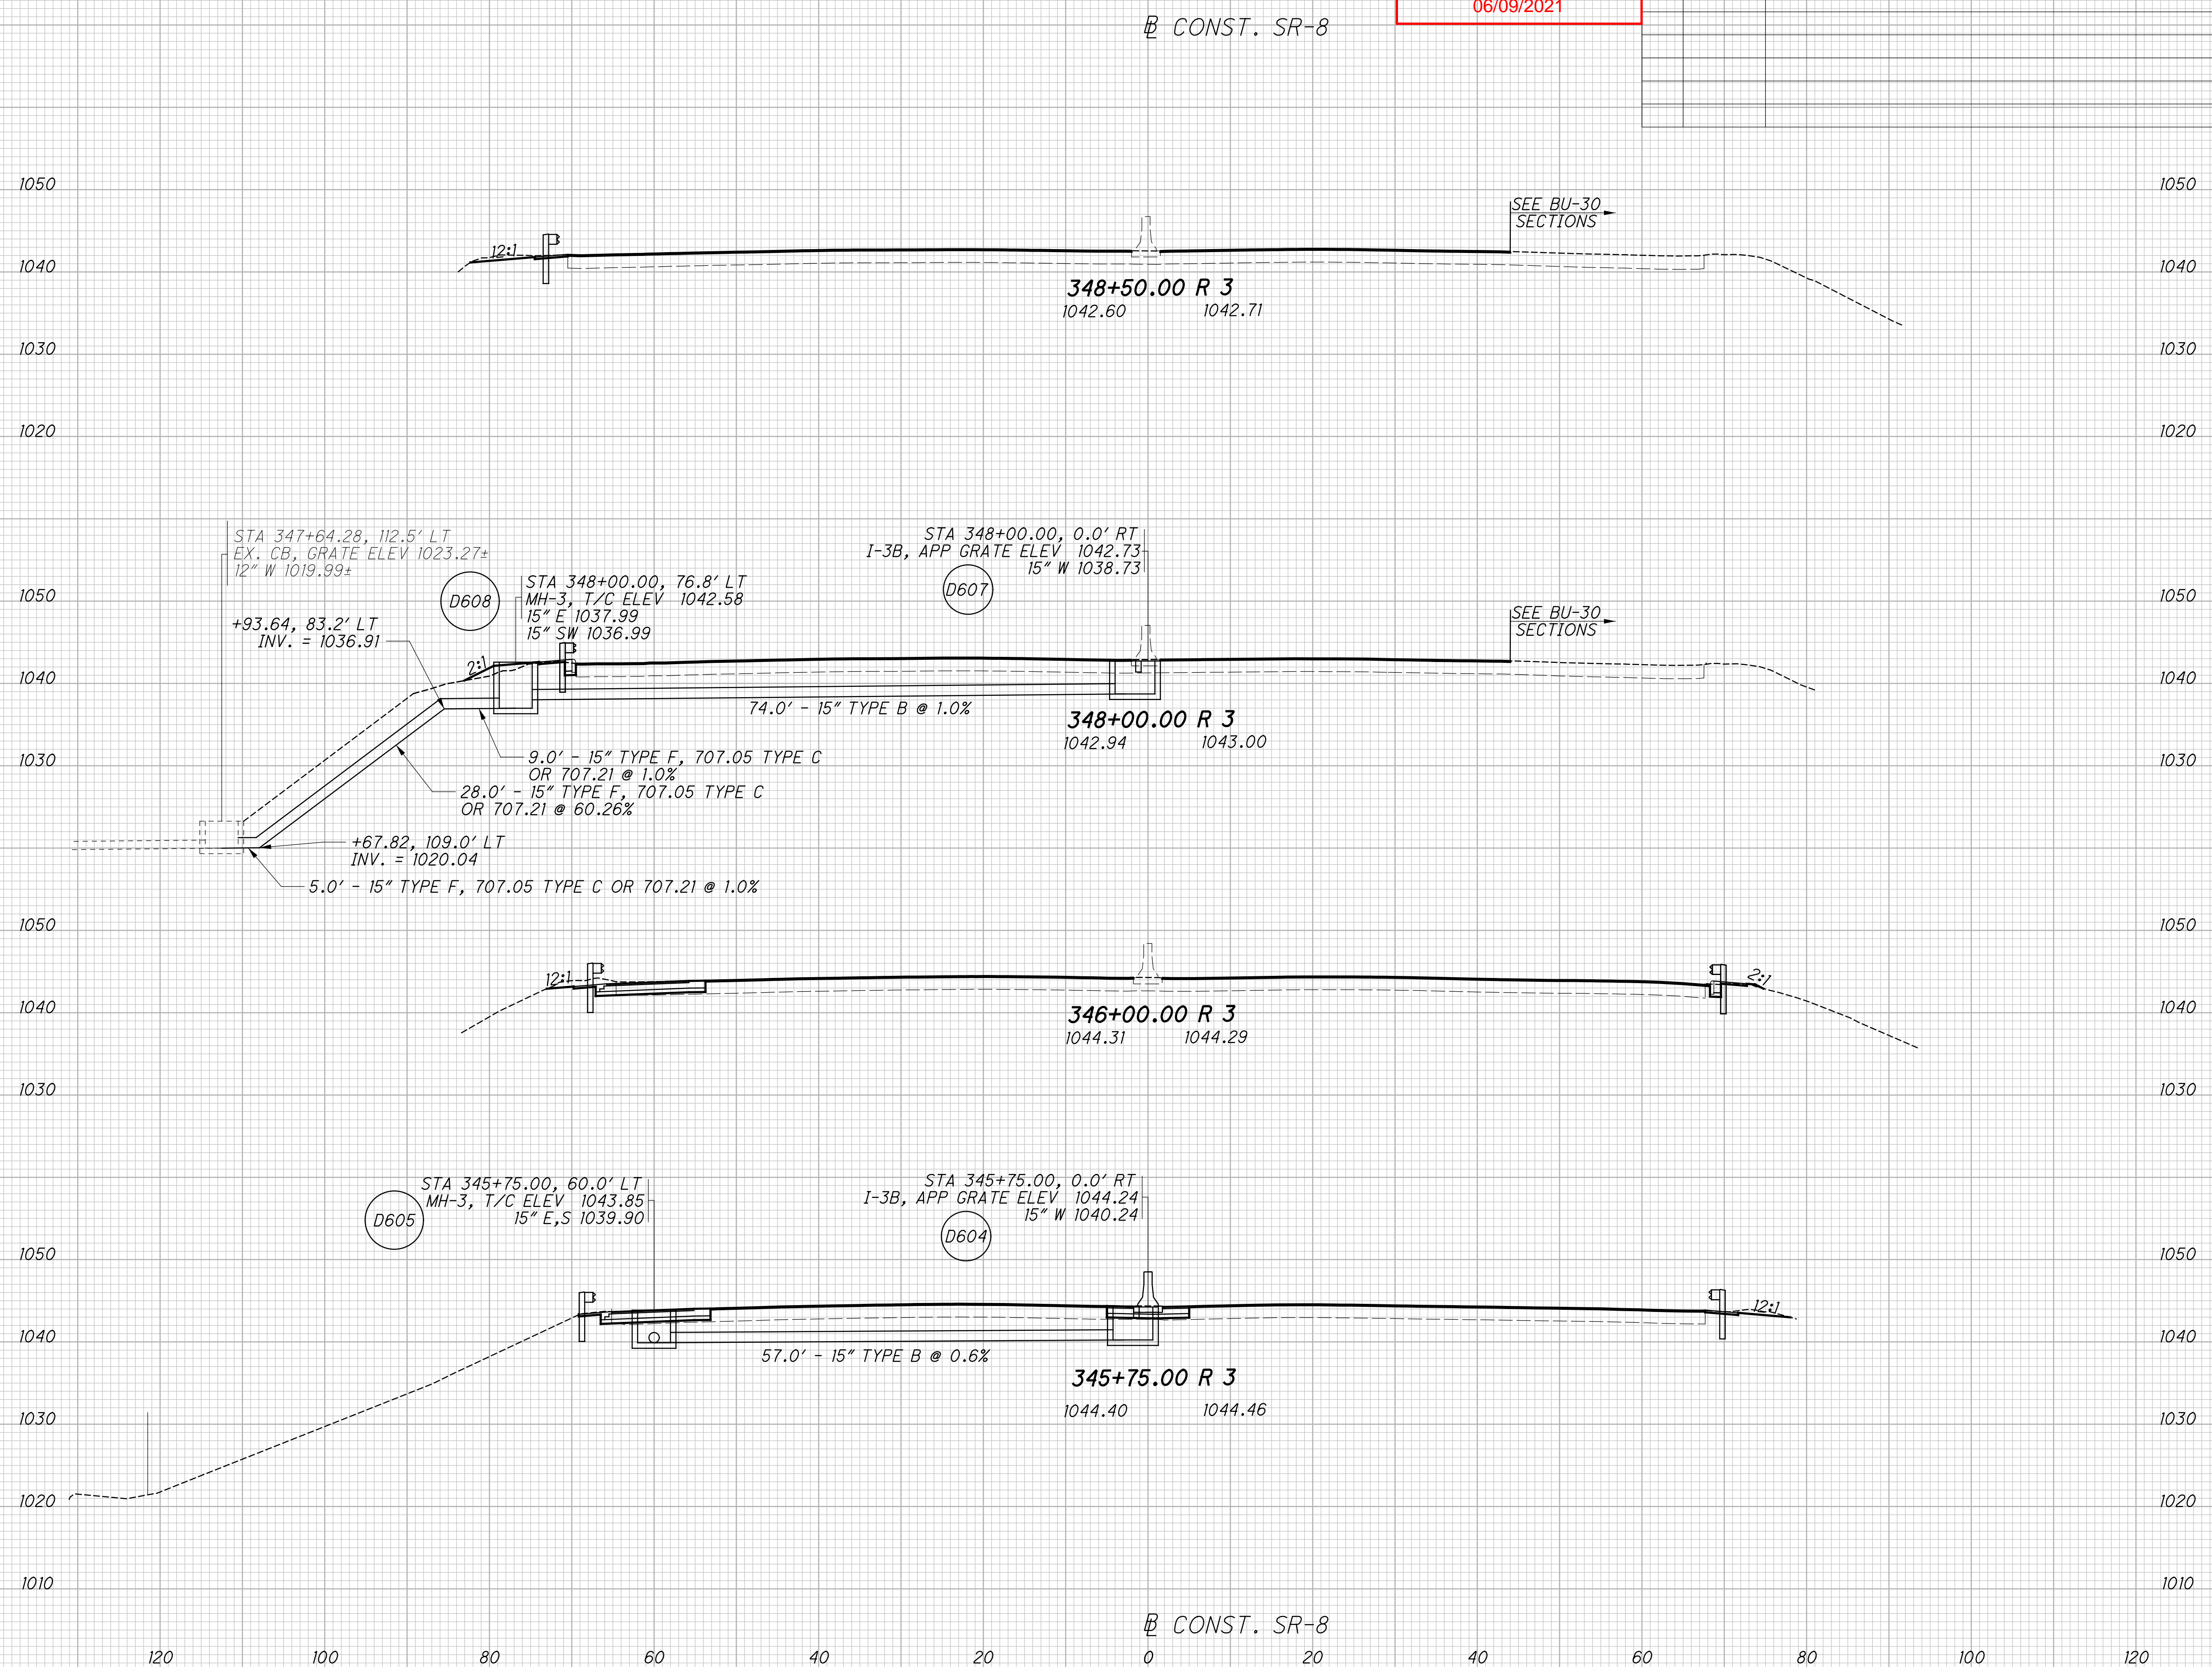 06/09/2021
℄ CONST. SR-8
1050 1050
SEE BU-30
SECTIONS
12:1
1040 1040
348+50.00 R 3
1042.60 1042.71
1030 1030
1020 1020
STA 347+64.28, 112.5' LT
EX. CB, GRATE ELEV 1023.27±
12" W 1019.99±
STA 348+00.00, 0.0' RT
I-3B, APP GRATE ELEV 1042.73
15" W 1038.73
D607
D608
STA 348+00.00, 76.8' LT
MH-3, T/C ELEV 1042.58
15" E 1037.99
15" SW 1036.99
1050 1050
+93.64, 83.2' LT
INV. = 1036.91
SEE BU-30
SECTIONS
2:1
1040 1040
74.0' - 15" TYPE B @ 1.0%
348+00.00 R 3
1042.94 1043.00
1030 1030
9.0' - 15" TYPE F, 707.05 TYPE C
OR 707.21 @ 1.0%
28.0' - 15" TYPE F, 707.05 TYPE C
OR 707.21 @ 60.26%
+67.82, 109.0' LT
INV. = 1020.04
5.0' - 15" TYPE F, 707.05 TYPE C OR 707.21 @ 1.0%
1050 1050
12:1 2:1
1040 1040
346+00.00 R 3
1044.31 1044.29
1030 1030
STA 345+75.00, 60.0' LT
MH-3, T/C ELEV 1043.85
15" E,S 1039.90
D605
STA 345+75.00, 0.0' RT
I-3B, APP GRATE ELEV 1044.24
15" W 1040.24
D604
1050 1050
12:1
1040 1040
57.0' - 15" TYPE B @ 0.6%
345+75.00 R 3
1044.40 1044.46
1030 1030
1020 1020
1010 1010
℄ CONST. SR-8
120 100 80 60 40 20 0 20 40 60 80 100 120